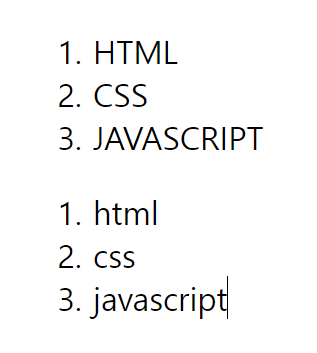 1. HTML
2. CSS
3. JAVASCRIPT
1. html
2. css
3. javascript